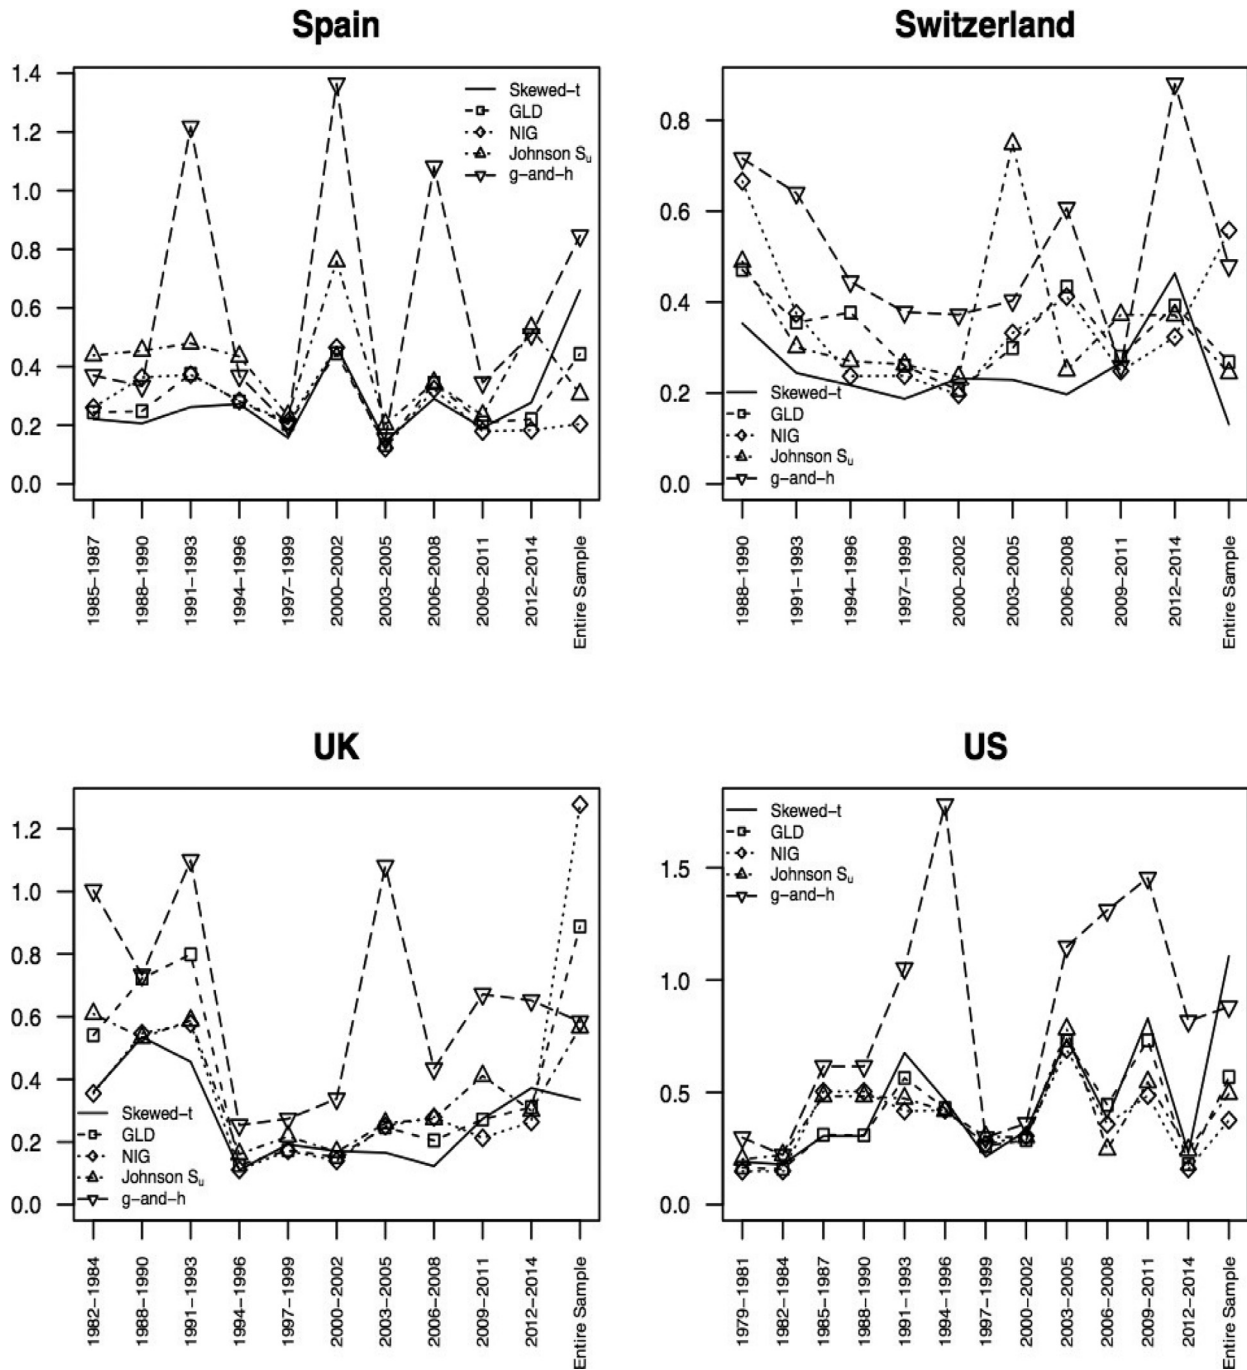 Spain
1.4
1.2
1.0
0.8
0.6
0.4
0.2
0.0
Skewed-t
GLD
NIG
Johnson Su
g-and-h
1985-1987
1988-1990
1991-1993
1994-1996
1997-1999
2000-2002
2003-2005
2006-2008
2009-2011
2012-2014
Entire Sample
Switzerland
0.8
0.6
0.4
0.2
0.0
Skewed-t
GLD
NIG
Johnson Su
g-and-h
1988-1990
1991-1993
1994-1996
1997-1999
2000-2002
2003-2005
2006-2008
2009-2011
2012-2014
Entire Sample
UK
1.2
1.0
0.8
0.6
0.4
0.2
0.0
Skewed-t
GLD
NIG
Johnson Su
g-and-h
1982-1984
1988-1990
1991-1993
1994-1996
1997-1999
2000-2002
2003-2005
2006-2008
2009-2011
2012-2014
Entire Sample
US
1.5
1.0
0.5
0.0
Skewed-t
GLD
NIG
Johnson Su
g-and-h
1979-1981
1982-1984
1985-1987
1988-1990
1991-1993
1994-1996
1997-1999
2000-2002
2003-2005
2006-2008
2009-2011
2012-2014
Entire Sample